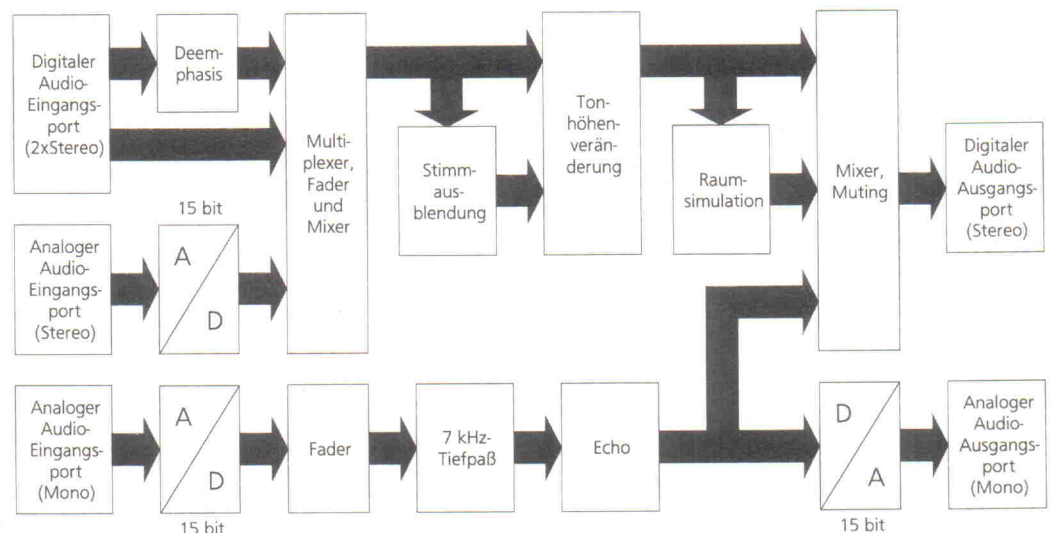 Digitaler
Audio-
Eingangs-
port
(2xStereo)
Deem-
phasis
Multi-
plexer,
Fader
und
Mixer
Stimm-
aus-
blendung
Ton-
höhen-
verän-
derung
Raum-
simulation
Mixer,
Muting
Digitaler
Audio-
Ausgangs-
port
(Stereo)
15 bit
Analoger
Audio-
Eingangs-
port
(Stereo)
A
D
Analoger
Audio-
Eingangs-
port
(Mono)
A
D
15 bit
Fader
7 kHz-
Tiefpaß
Echo
D
A
15 bit
Analoger
Audio-
Ausgangs-
port
(Mono)